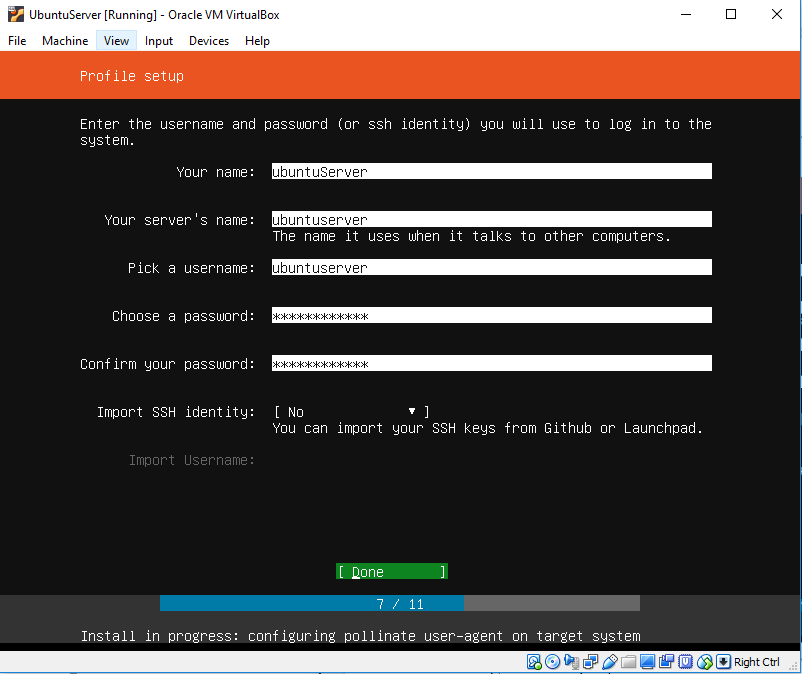 UbuntuServer [Running] - Oracle VM VirtualBox
File Machine View Input Devices Help
Profile setup
Enter the username and password (or ssh identity) you will use to log in to the
system.
Your name: ubuntuServer
Your server's name: ubuntuserver
The name it uses when it talks to other computers.
Pick a username: ubuntuserver
Choose a password: ************
Confirm your password: ************
Import SSH identity: [ No ▼ ]
You can import your SSH keys from Github or Launchpad.
Import Username:
[ Done ]
7 / 11
Install in progress: configuring pollinate user-agent on target system
Right Ctrl